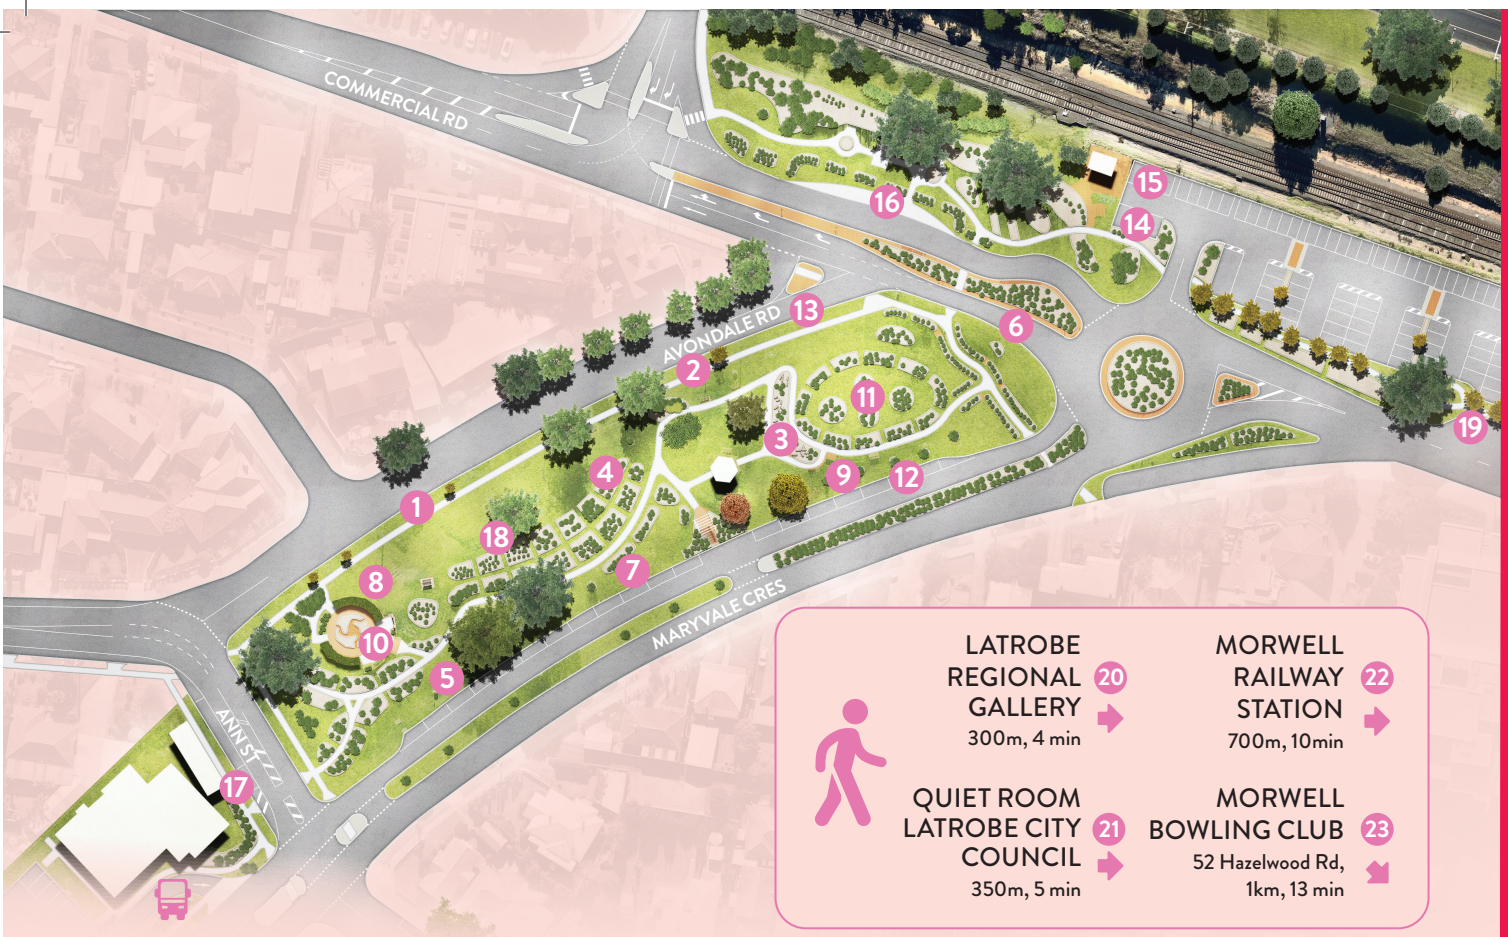 COMMERCIAL RD
15
16
14
AVONDALE RD
13
6
2
11
19
3
4
9
12
1
18
7
8
MARYVALE CRES
10
5
ANN ST
17
LATROBE
REGIONAL 20
GALLERY
300m, 4 min
MORWELL
RAILWAY 22
STATION
700m, 10min
QUIET ROOM
LATROBE CITY 21
COUNCIL
350m, 5 min
MORWELL
BOWLING CLUB 23
52 Hazelwood Rd,
1km, 13 min